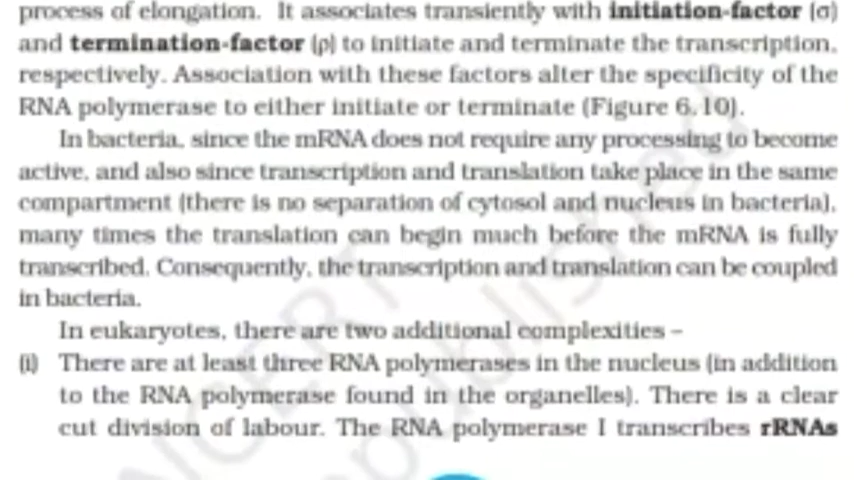 process of elongation. It associates transiently with initiation-factor (σ)
and termination-factor (ρ) to initiate and terminate the transcription,
respectively. Association with these factors alter the specificity of the
RNA polymerase to either initiate or terminate (Figure 6.10).
In bacteria, since the mRNA does not require any processing to become
active, and also since transcription and translation take place in the same
compartment (there is no separation of cytosol and nucleus in bacteria),
many times the translation can begin much before the mRNA is fully
transcribed. Consequently, the transcription and translation can be coupled
in bacteria.
In eukaryotes, there are two additional complexities –
(i) There are at least three RNA polymerases in the nucleus (in addition
to the RNA polymerase found in the organelles). There is a clear
cut division of labour. The RNA polymerase I transcribes rRNAs
NCERT
republished